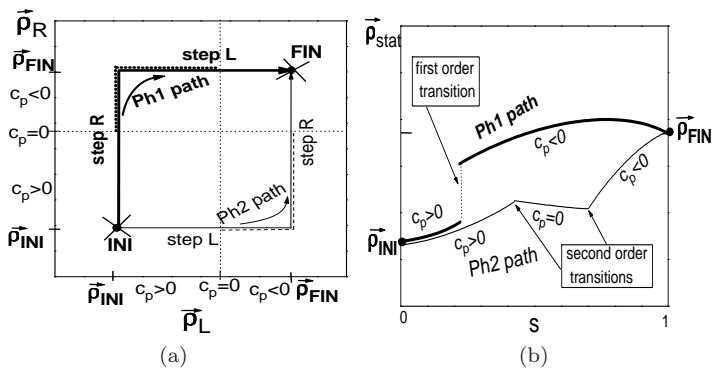 ρ⃗R
ρ⃗FIN
cp<0
cp=0
cp>0
ρ⃗INI
step L
FIN
Ph1 path
step R
step R
Ph2 path
INI
step L
ρ⃗INI
cp>0
cp=0
cp<0
ρ⃗FIN
ρ⃗L
(a)
ρ⃗stat
first order
transition
Ph1 path
cp<0
ρ⃗FIN
cp<0
cp>0
cp=0
ρ⃗INI
cp>0
Ph2 path
second order
transitions
0
S
1
(b)